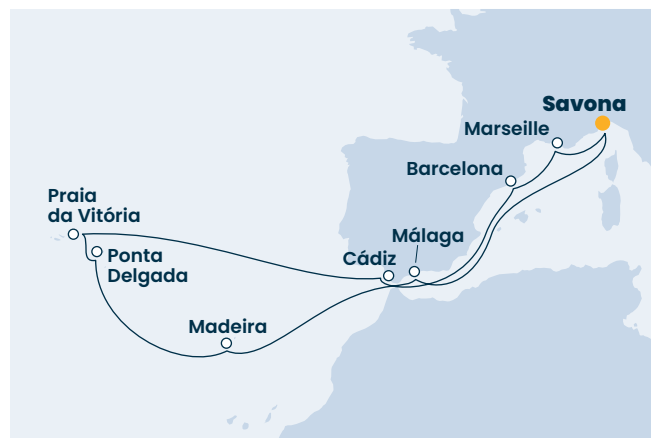 Savona
Marseille
Barcelona
Praia
da Vitória
Málaga
Ponta
Delgada
Cádiz
Madeira